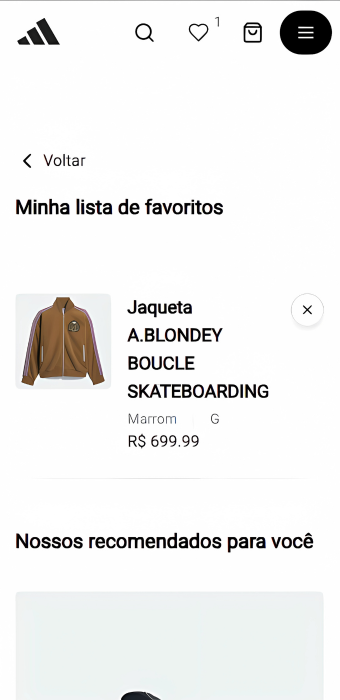 1
Voltar
Minha lista de favoritos
Jaqueta
A.BLONDEY
BOUCLE
SKATEBOARDING
Marrom G
R$ 699.99
Nossos recomendados para você